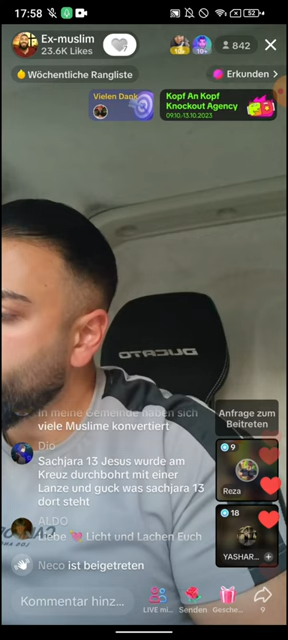 17:58
52
Ex-muslim
23.6K Likes
10+
842
Wöchentliche Rangliste
Erkunden
Vielen Dank
Kopf An Kopf
Knockout Agency
09.10.-13.10.2023
DUCATO
In meine Gemeinde haben sich
viele Muslime konvertiert
Dio
Sachjara 13 Jesus wurde am
Kreuz durchbohrt mit einer
Lanze und guck was sachjara 13
dort steht
ALDO
Liebe 💖 Licht und Lachen Euch
Neco ist beigetreten
Anfrage zum
Beitreten
9
Reza
18
YASHAR...
Kommentar hinz...
LIVE mi...
Senden
Gesche...
9